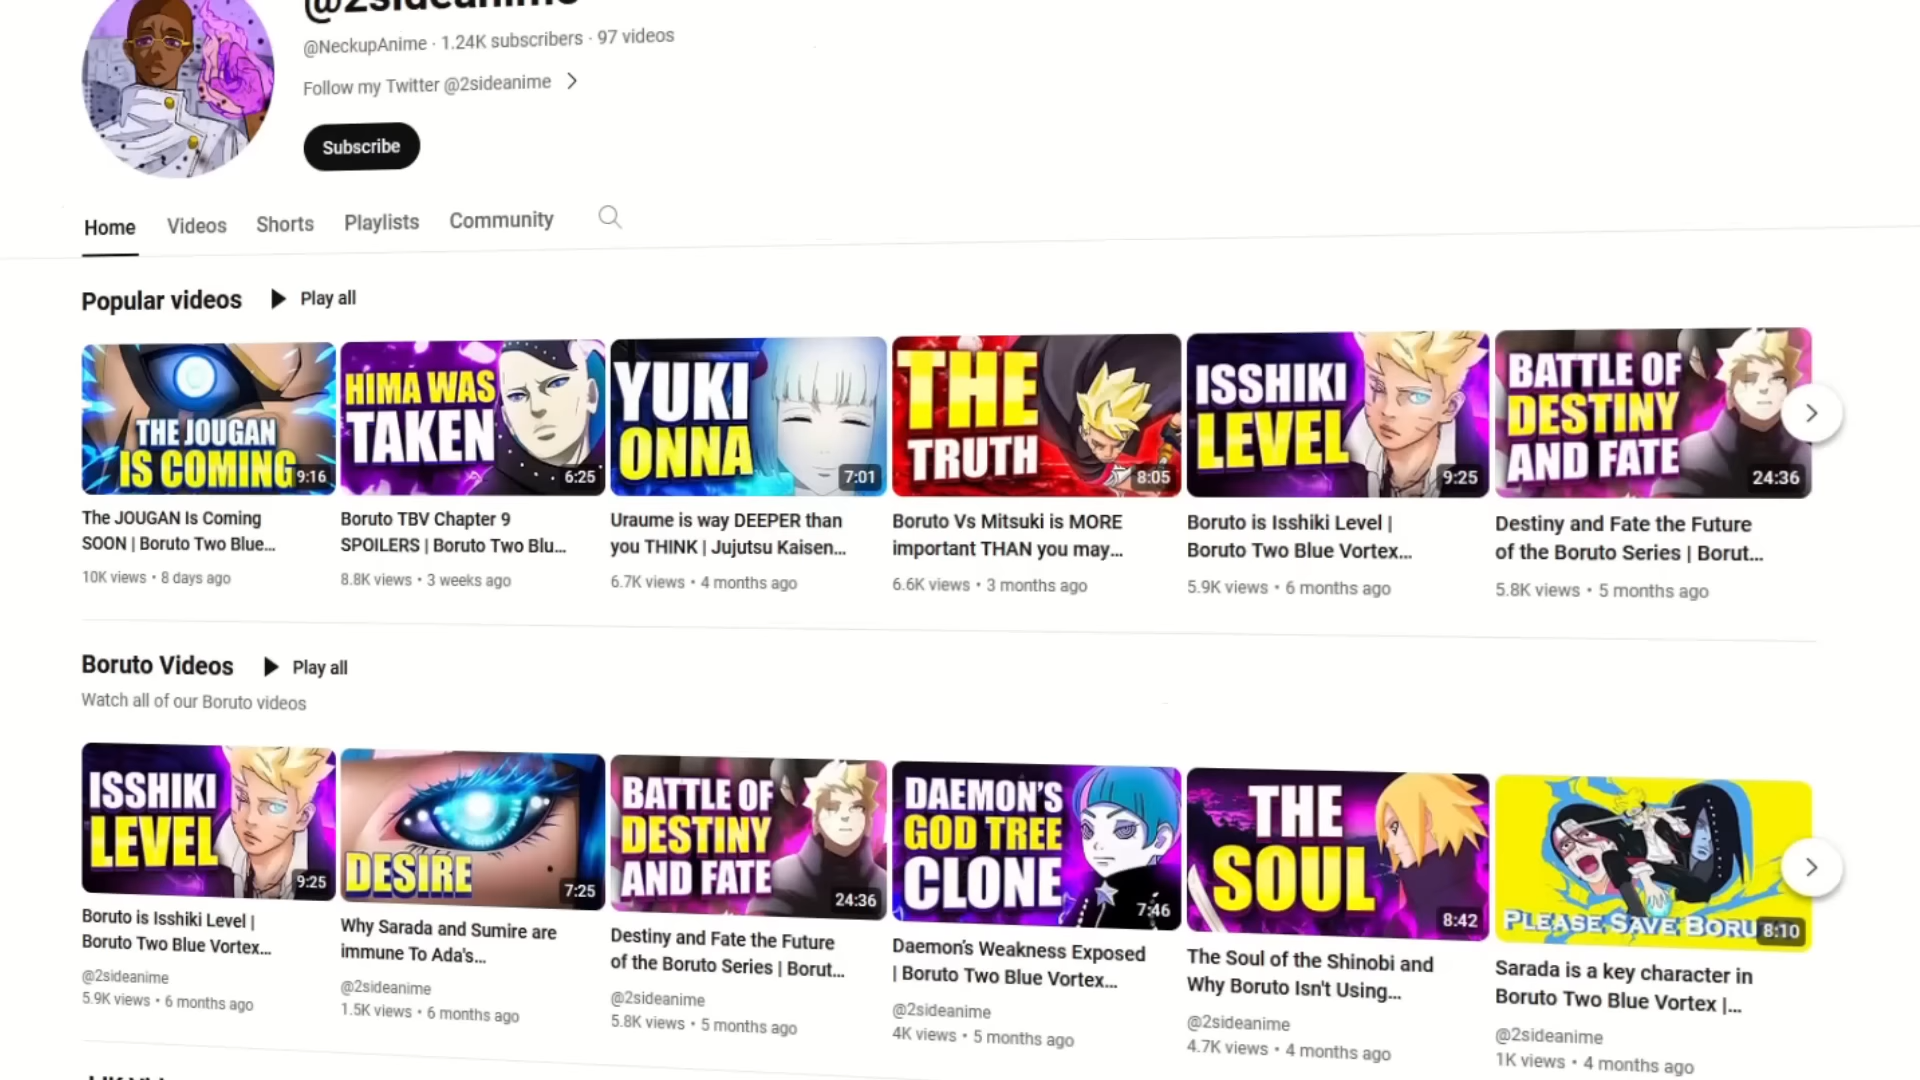 @2sideanime
@NeckupAnime · 1.24K subscribers · 97 videos
Follow my Twitter @2sideanime
Subscribe
Home Videos Shorts Playlists Community
Popular videos Play all
THE JOUGAN
IS COMING
9:16
HIMA WAS
TAKEN
6:25
YUKI
ONNA
7:01
THE
TRUTH
8:05
ISSHIKI
LEVEL
9:25
BATTLE OF
DESTINY
AND FATE
24:36
The JOUGAN Is Coming
SOON | Boruto Two Blue...
10K views • 8 days ago
Boruto TBV Chapter 9
SPOILERS | Boruto Two Blu...
8.8K views • 3 weeks ago
Uraume is way DEEPER than
you THINK | Jujutsu Kaisen...
6.7K views • 4 months ago
Boruto Vs Mitsuki is MORE
important THAN you may...
6.6K views • 3 months ago
Boruto is Isshiki Level |
Boruto Two Blue Vortex...
5.9K views • 6 months ago
Destiny and Fate the Future
of the Boruto Series | Borut...
5.8K views • 5 months ago
Boruto Videos Play all
Watch all of our Boruto videos
ISSHIKI
LEVEL
9:25
DESIRE
7:25
BATTLE OF
DESTINY
AND FATE
24:36
DAEMON'S
GOD TREE
CLONE
7:46
THE
SOUL
8:42
PLEASE SAVE BORU
8:10
Boruto is Isshiki Level |
Boruto Two Blue Vortex...
@2sideanime
5.9K views • 6 months ago
Why Sarada and Sumire are
immune To Ada's...
@2sideanime
1.5K views • 6 months ago
Destiny and Fate the Future
of the Boruto Series | Borut...
@2sideanime
5.8K views • 5 months ago
Daemon's Weakness Exposed
| Boruto Two Blue Vortex...
@2sideanime
4K views • 5 months ago
The Soul of the Shinobi and
Why Boruto Isn't Using...
@2sideanime
4.7K views • 4 months ago
Sarada is a key character in
Boruto Two Blue Vortex |...
@2sideanime
1K views • 4 months ago